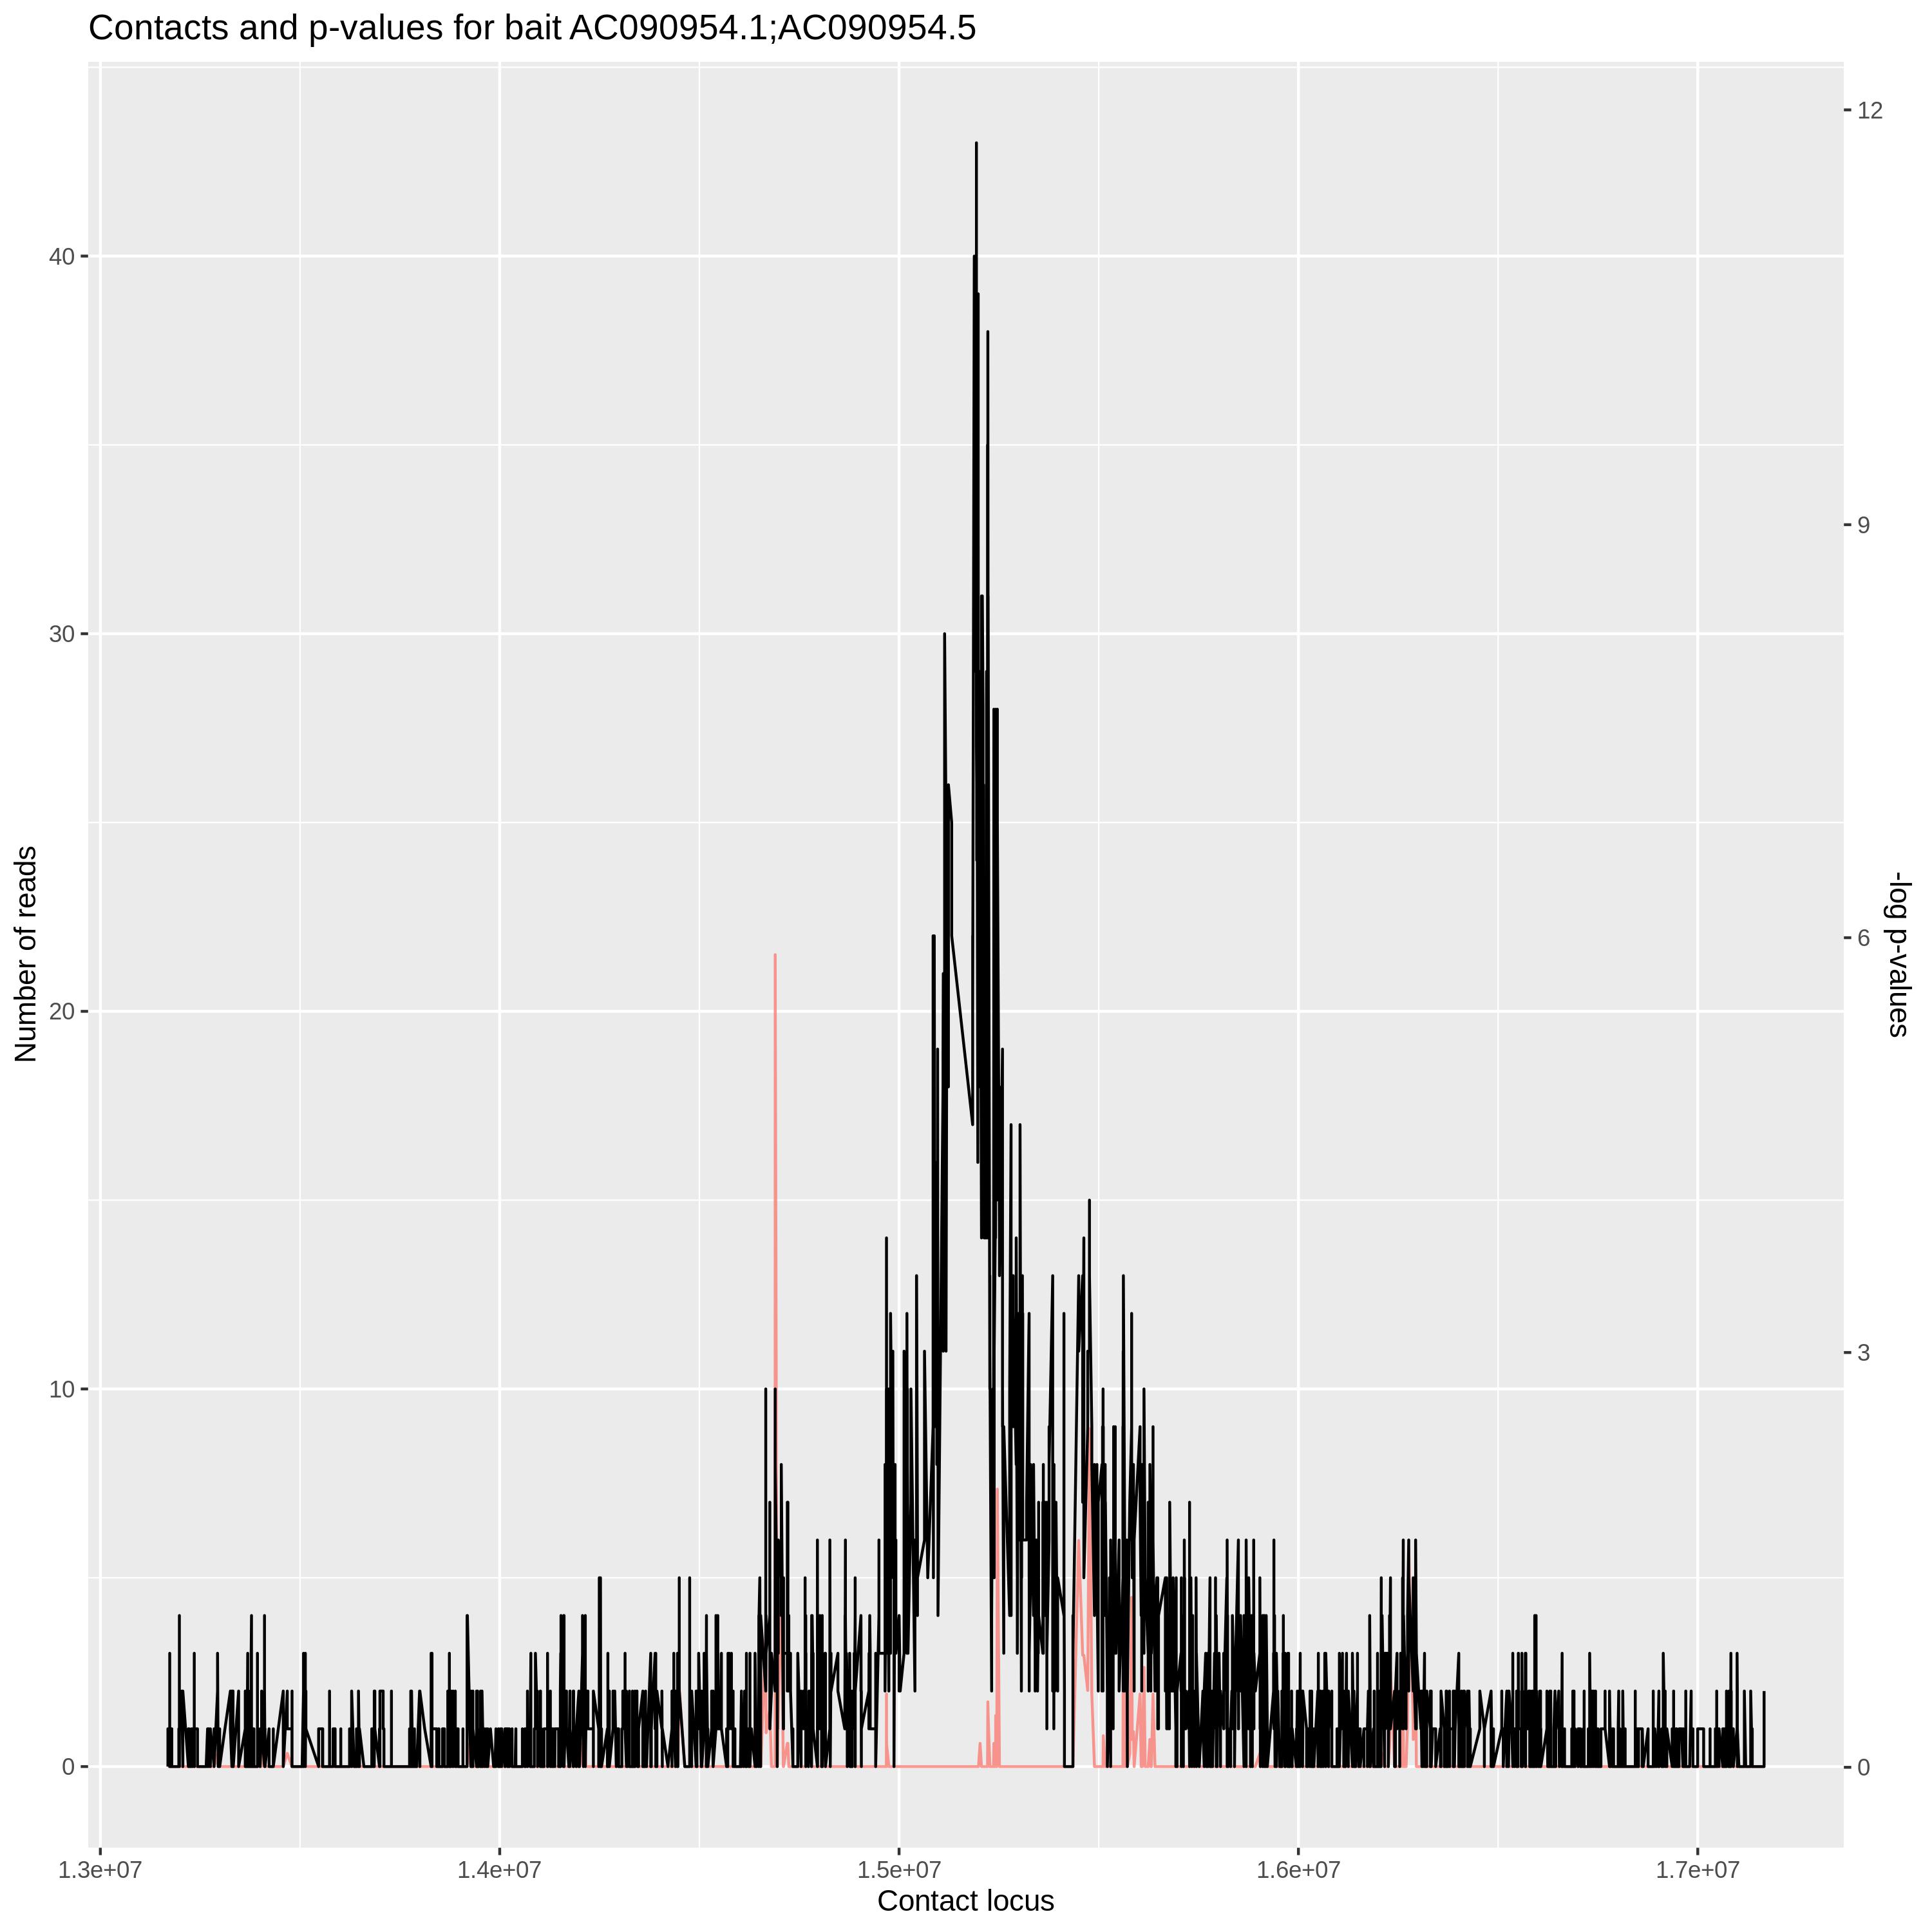 Contacts and p-values for bait AC090954.1;AC090954.5
12
40
9
30
Number of reads
-log p-values
6
20
3
10
0
0
1.3e+07
1.4e+07
1.5e+07
1.6e+07
1.7e+07
Contact locus